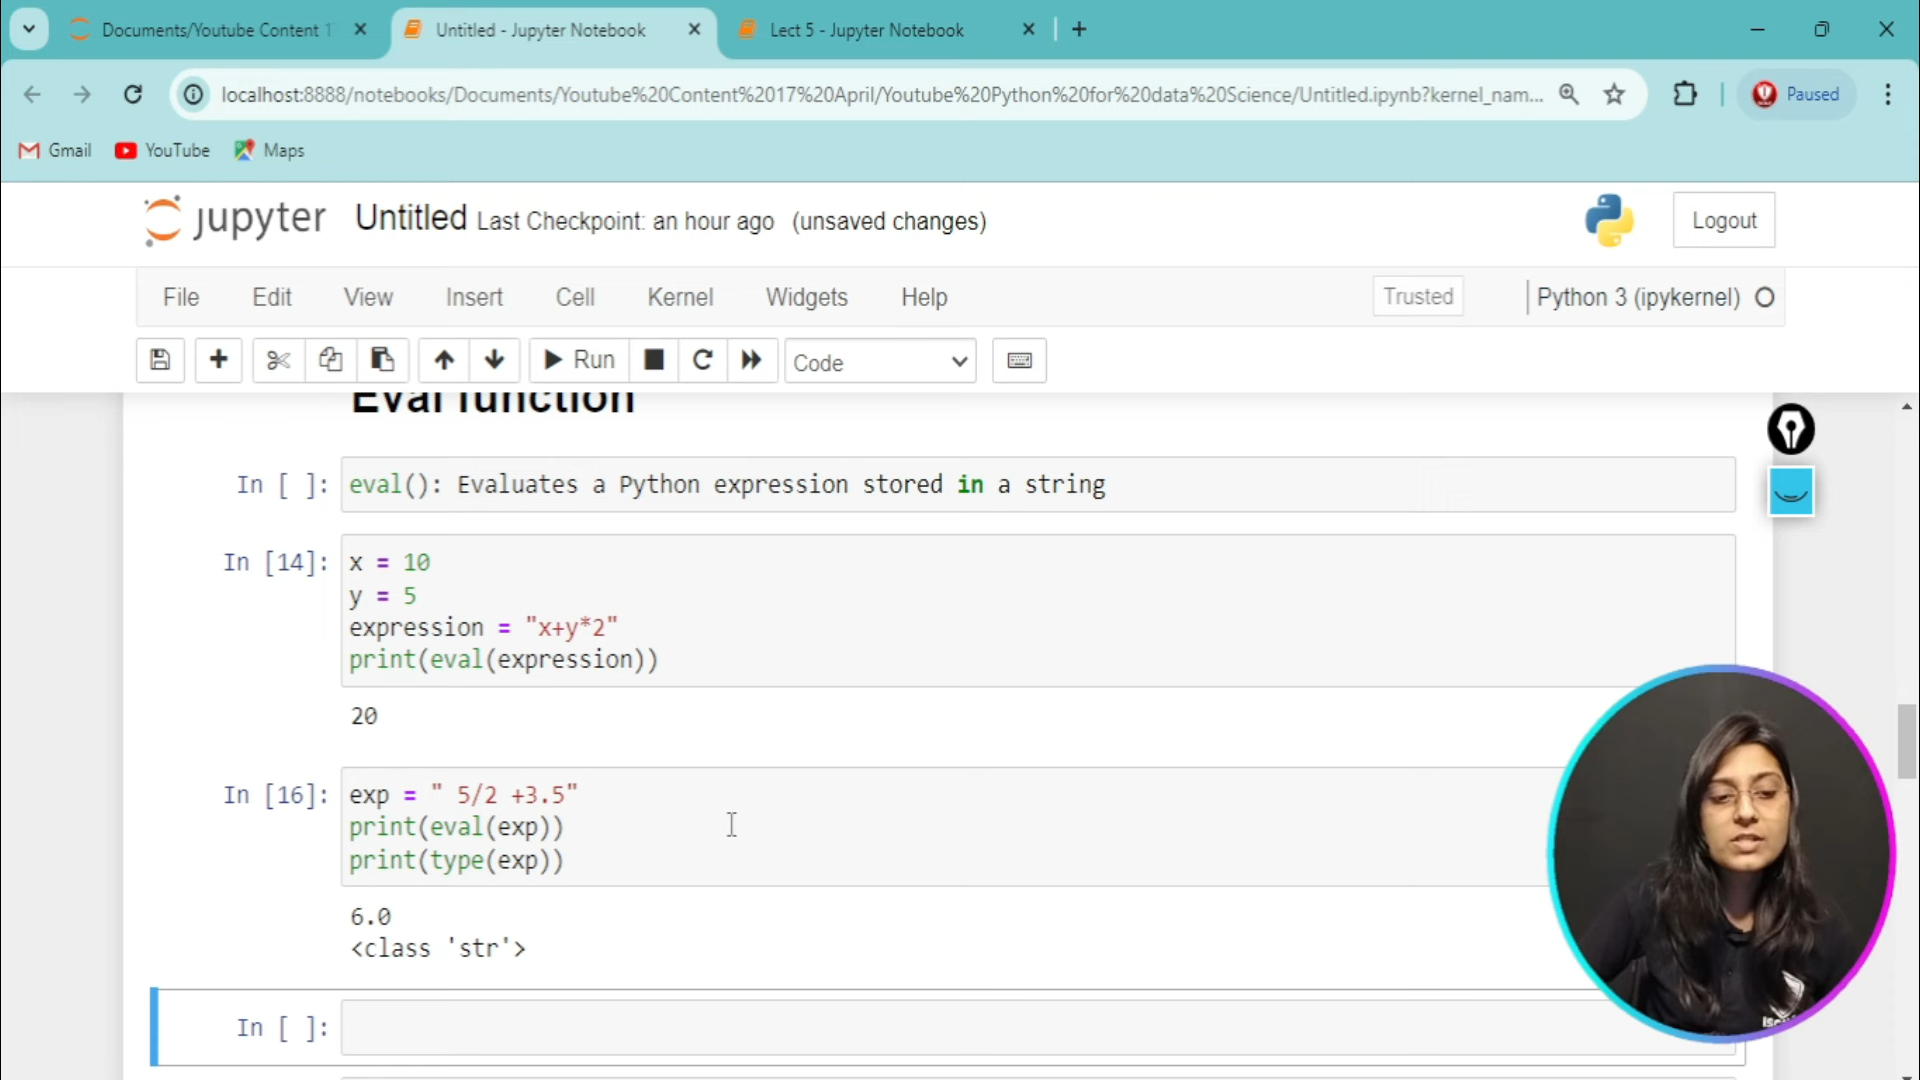 Documents/Youtube Content 1
Untitled - Jupyter Notebook
Lect 5 - Jupyter Notebook
localhost:8888/notebooks/Documents/Youtube%20Content%2017%20April/Youtube%20Python%20for%20data%20Science/Untitled.ipynb?kernel_nam...
Paused
Gmail
YouTube
Maps
jupyter Untitled Last Checkpoint: an hour ago (unsaved changes)
Logout
File Edit View Insert Cell Kernel Widgets Help
Trusted
Python 3 (ipykernel)
Run
Code
Eval function
In [ ]: eval(): Evaluates a Python expression stored in a string
In [14]: x = 10
y = 5
expression = "x+y*2"
print(eval(expression))
20
In [16]: exp = " 5/2 +3.5"
print(eval(exp))
print(type(exp))
6.0
<class 'str'>
In [ ]: